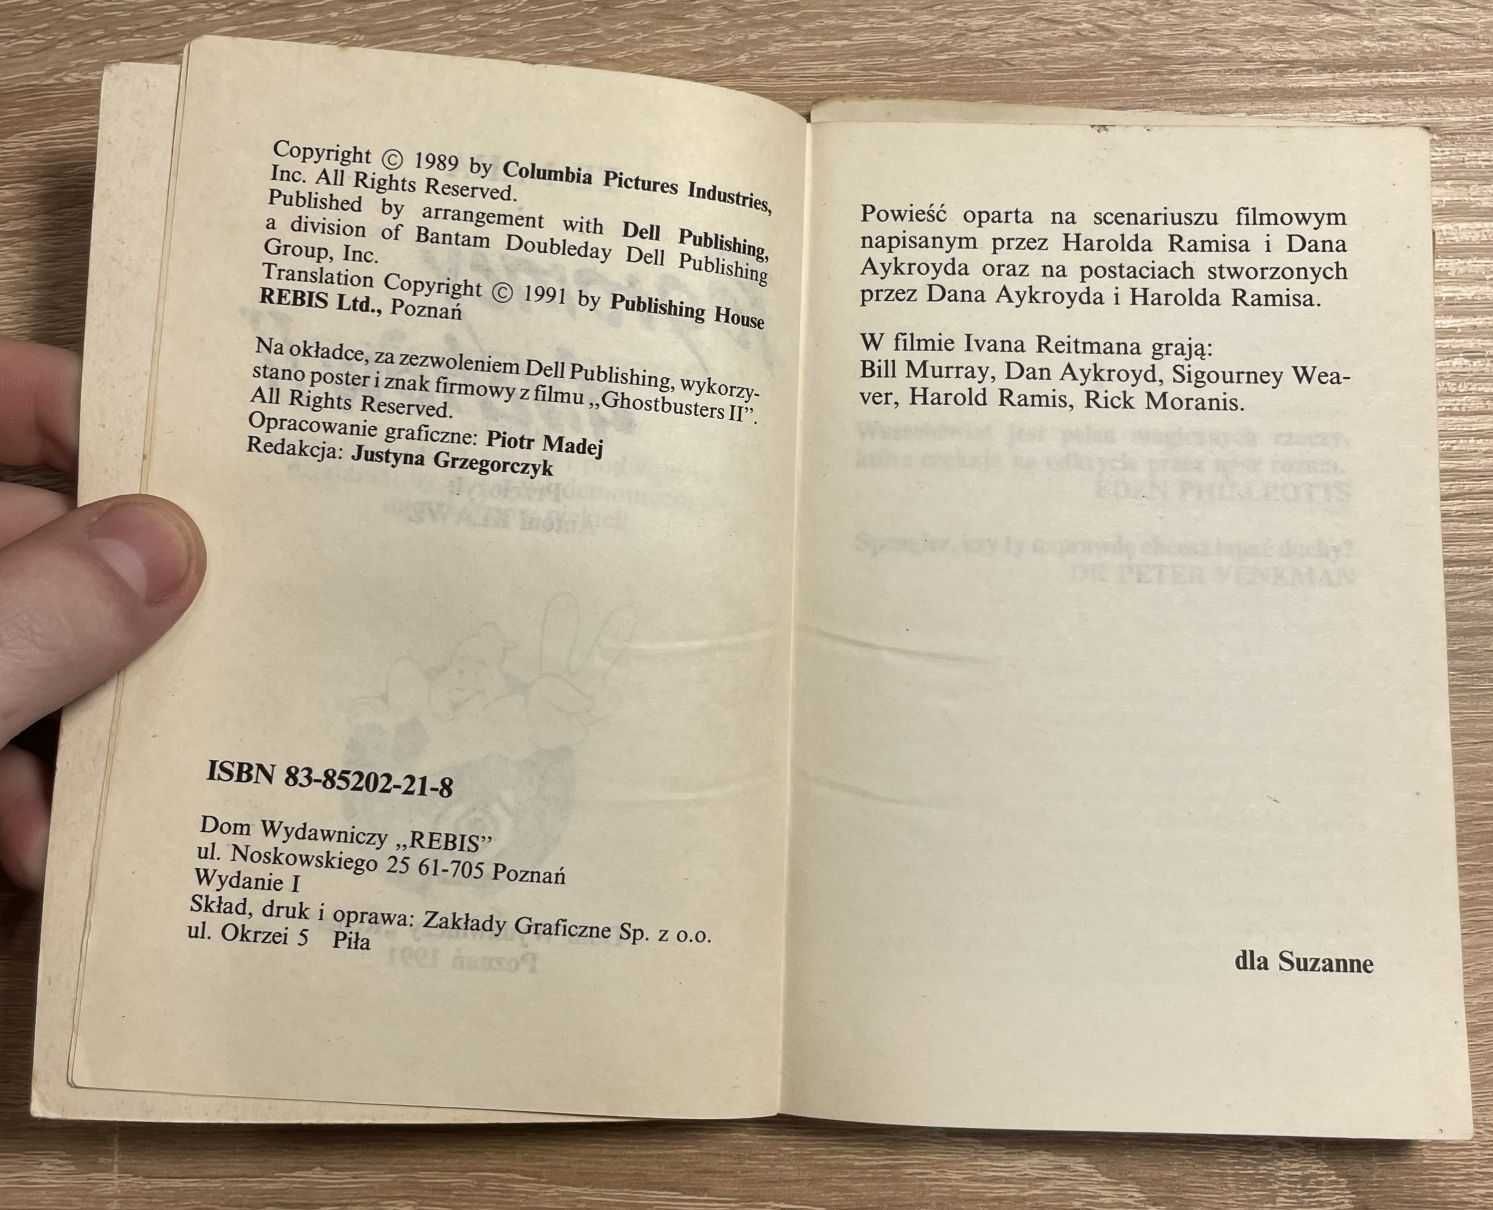 Copyright © 1989 by Columbia Pictures Industries,
Inc. All Rights Reserved.
Published by arrangement with Dell Publishing,
a division of Bantam Doubleday Dell Publishing
Group, Inc.
Translation Copyright © 1991 by Publishing House
REBIS Ltd., Poznań
Na okładce, za zezwoleniem Dell Publishing, wykorzy-
stano poster i znak firmowy z filmu „Ghostbusters II”.
All Rights Reserved.
Opracowanie graficzne: Piotr Madej
Redakcja: Justyna Grzegorczyk
ISBN 83-85202-21-8
Dom Wydawniczy „REBIS”
ul. Noskowskiego 25 61-705 Poznań
Wydanie I
Skład, druk i oprawa: Zakłady Graficzne Sp. z o.o.
ul. Okrzei 5 Piła
Powieść oparta na scenariuszu filmowym
napisanym przez Harolda Ramisa i Dana
Aykroyda oraz na postaciach stworzonych
przez Dana Aykroyda i Harolda Ramisa.
W filmie Ivana Reitmana grają:
Bill Murray, Dan Aykroyd, Sigourney Wea-
ver, Harold Ramis, Rick Moranis.
dla Suzanne